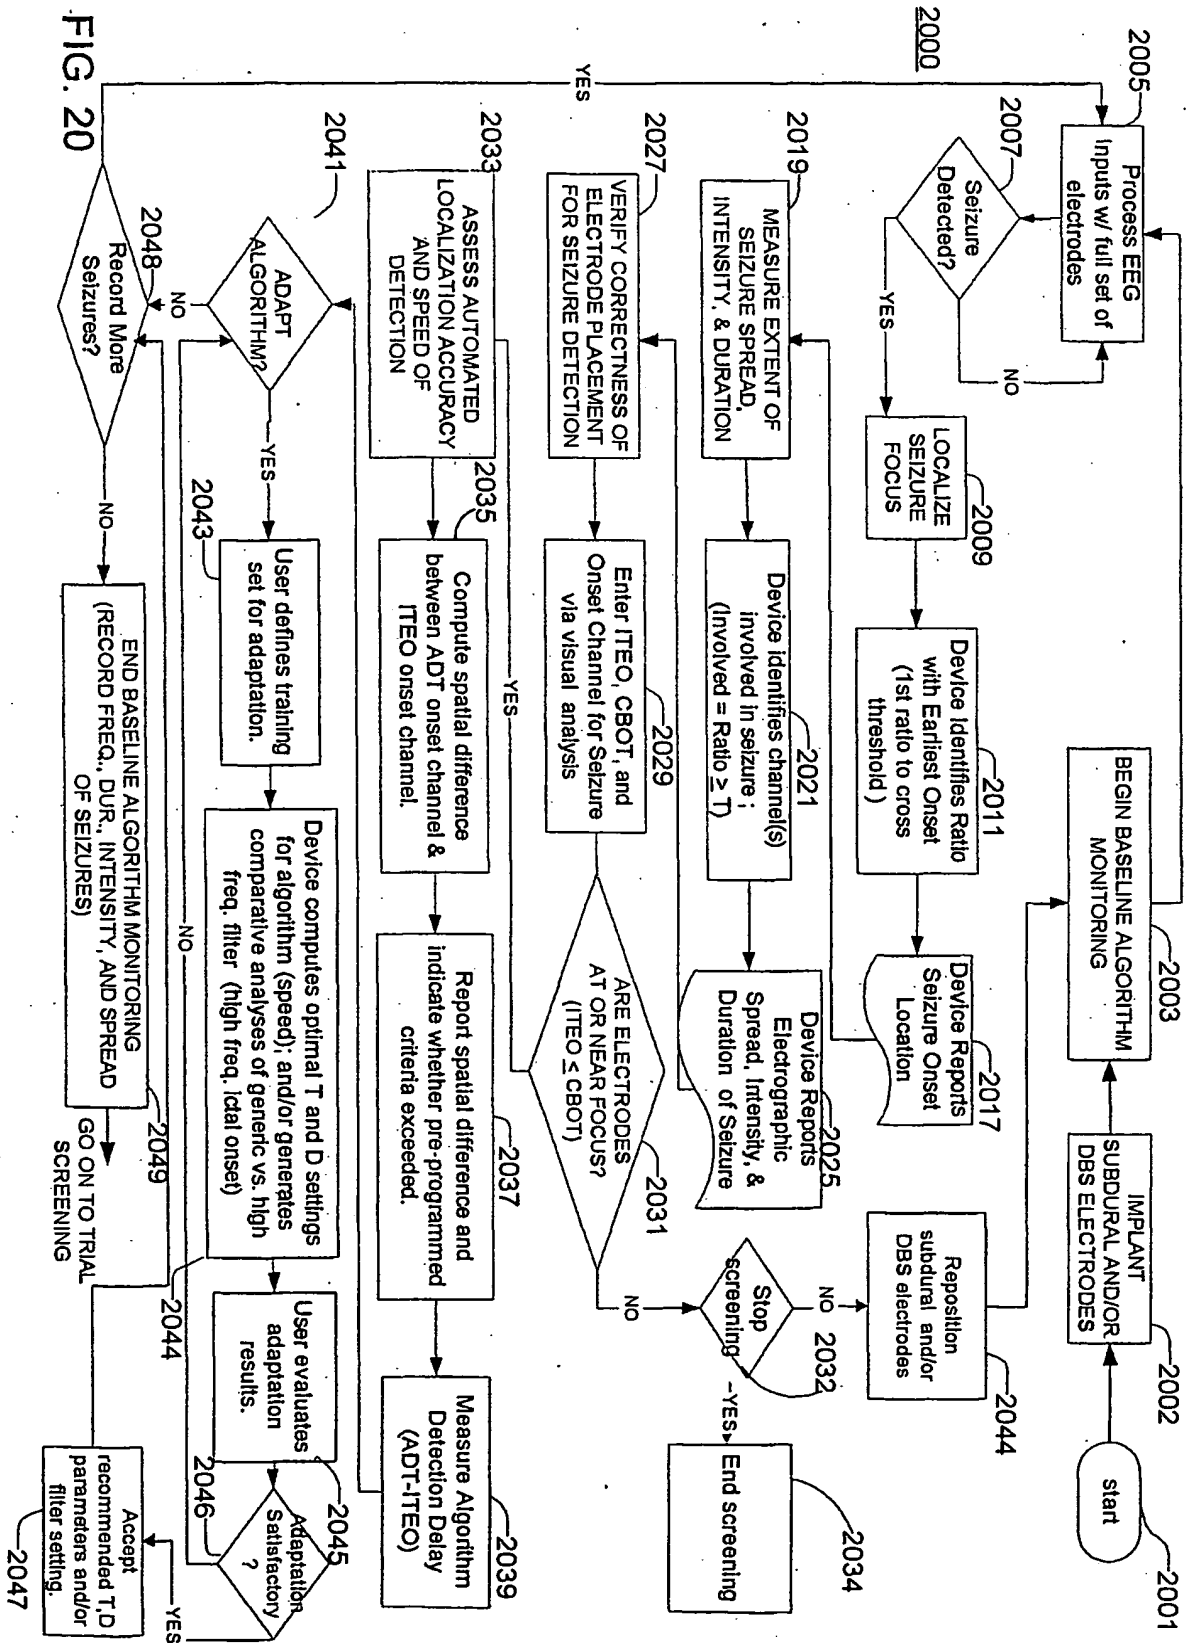 2000
start
2001
IMPLANT
SUBDURAL AND/OR
DBS ELECTRODES
2002
BEGIN BASELINE ALGORITHM
MONITORING
2003
2005
Process EEG
Inputs w/ full set of
electrodes
2007
Seizure
Detected?
NO
YES
LOCALIZE
SEIZURE
FOCUS
2009
Device Identifies Ratio
with Earliest Onset
(1st ratio to cross
threshold )
2011
Device Reports
Seizure Onset
Location
2017
2019
MEASURE EXTENT OF
SEIZURE SPREAD,
INTENSITY, & DURATION
Device identifies channel(s)
involved in seizure ;
(Involved = Ratio ≥ T)
2021
Device Reports
Electrographic
Spread, Intensity, &
Duration of Seizure
2025
2027
VERIFY CORRECTNESS OF
ELECTRODE PLACEMENT
FOR SEIZURE DETECTION
Enter ITEO, CBOT, and
Onset Channel for Seizure
via visual analysis
2029
ARE ELECTRODES
AT OR NEAR FOCUS?
(ITEO ≤ CBOT)
2031
YES
NO
Stop
screening
2032
NO
Reposition
subdural and/or
DBS electrodes
2044
YES
End screening
2034
2033
ASSESS AUTOMATED
LOCALIZATION ACCURACY
AND SPEED OF
DETECTION
2035
Compute spatial difference
between ADT onset channel &
ITEO onset channel.
Report spatial difference and
indicate whether pre-programmed
criteria exceeded.
2037
Measure Algorithm
Detection Delay
(ADT-ITEO)
2039
2041
ADAPT
ALGORITHM?
YES
NO
User defines training
set for adaptation.
2043
Device computes optimal T and D settings
for algorithm (speed); and/or generates
comparative analyses of generic vs. high
freq. filter (high freq. ictal onset)
2044
User evaluates
adaptation
results.
2045
Adaptation
Satisfactory
?
2046
NO
YES
Accept
recommended T,D
parameters and/or
filter setting.
2047
2048
Record More
Seizures?
YES
NO
END BASELINE ALGORITHM MONITORING
(RECORD FREQ., DUR., INTENSITY, AND SPREAD
OF SEIZURES)
2049
GO ON TO TRIAL
SCREENING
FIG. 20